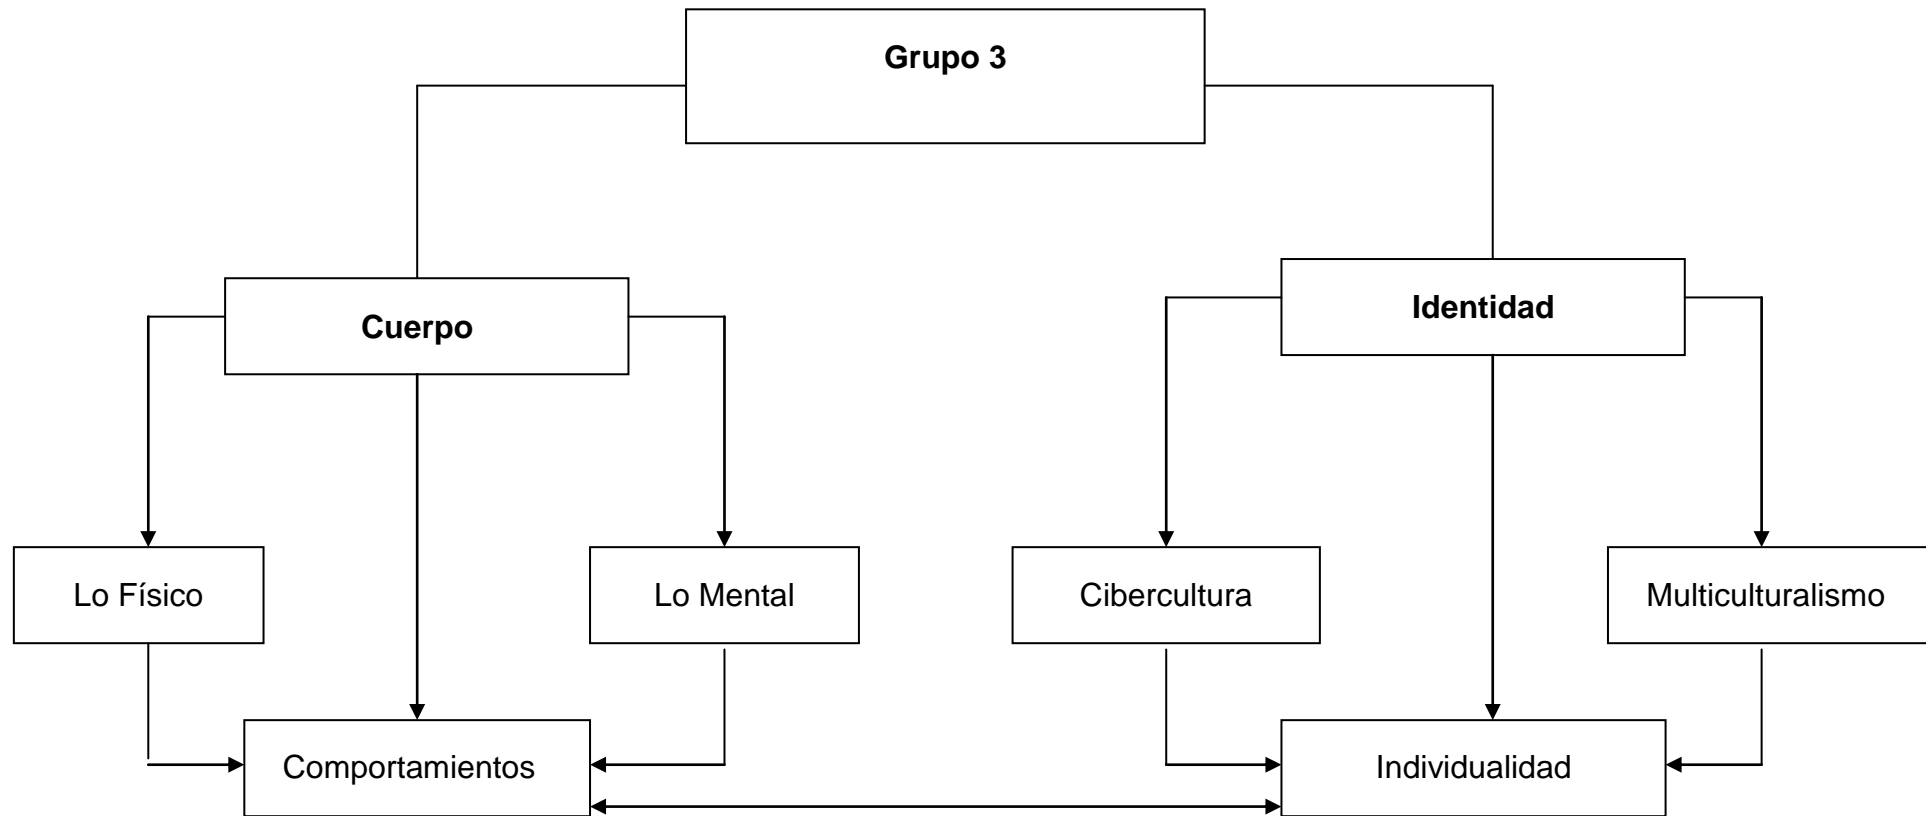 Grupo 3
Cuerpo
Identidad
Lo Físico
Lo Mental
Cibercultura
Multiculturalismo
Comportamientos
Individualidad